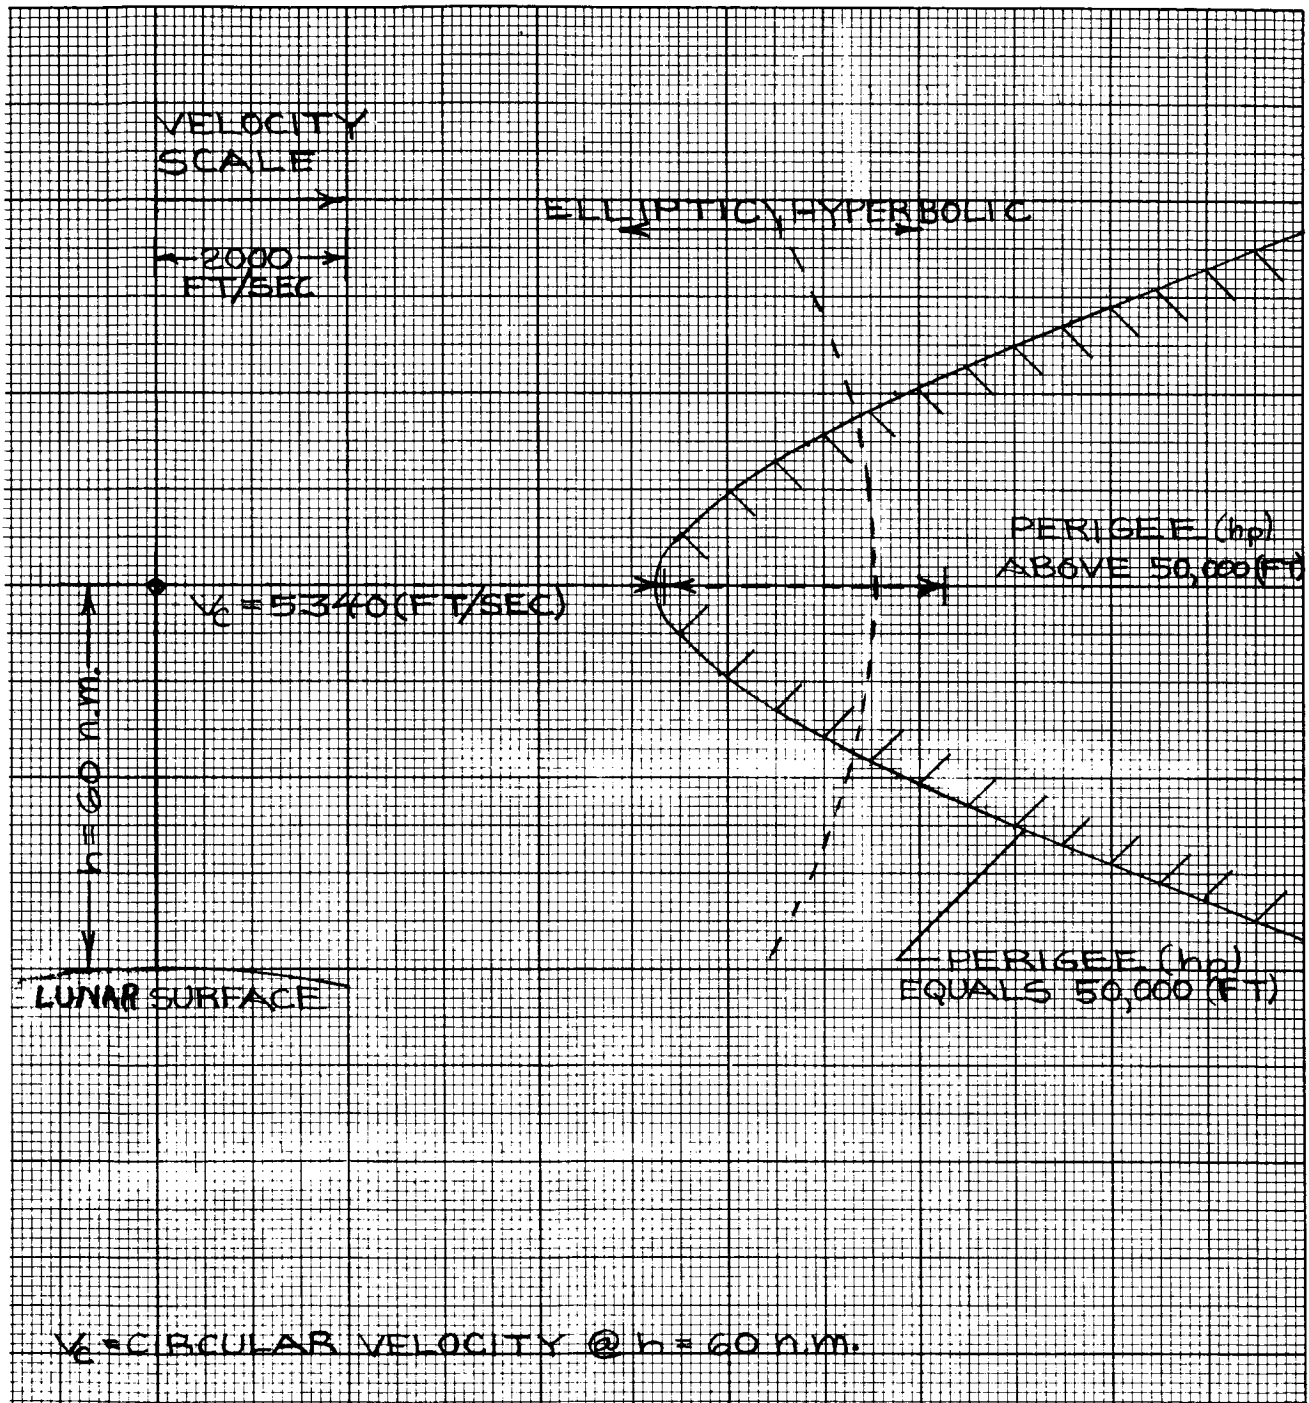 VELOCITY
SCALE
2000
FT/SEC
ELLIPTIC HYPERBOLIC
PERIGEE (hp)
ABOVE 50,000 (FT)
Vc = 5340 (FT/SEC)
h = 60 n.m.
PERIGEE (hp)
EQUALS 50,000 (FT)
LUNAR SURFACE
Vc = CIRCULAR VELOCITY @ h = 60 n.m.